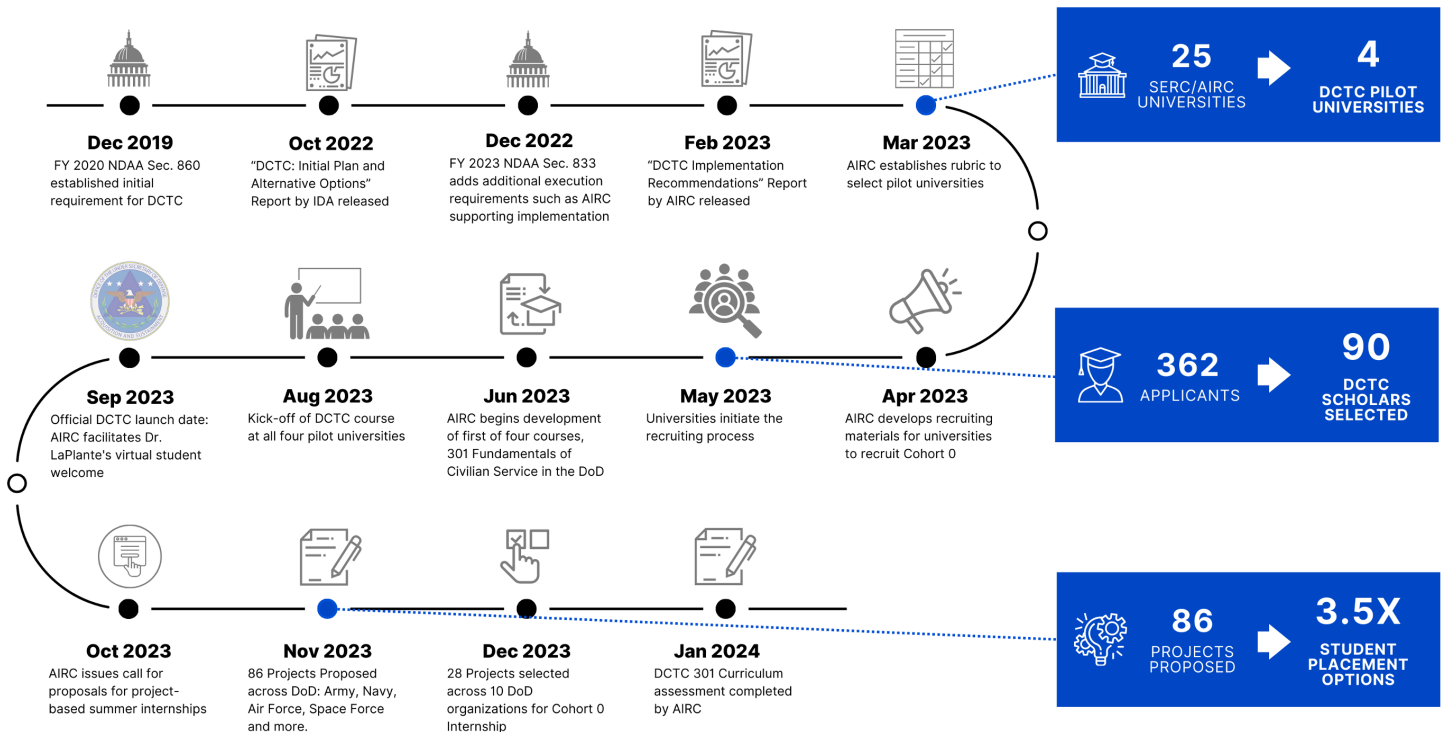 Dec 2019
FY 2020 NDAA Sec. 860
established initial
requirement for DCTC
Oct 2022
“DCTC: Initial Plan and
Alternative Options”
Report by IDA released
Dec 2022
FY 2023 NDAA Sec. 833
adds additional execution
requirements such as AIRC
supporting implementation
Feb 2023
“DCTC Implementation
Recommendations” Report
by AIRC released
Mar 2023
AIRC establishes rubric to
select pilot universities
25
SERC/AIRC
UNIVERSITIES
4
DCTC PILOT
UNIVERSITIES
OFFICE OF THE UNDER SECRETARY OF DEFENSE
ACQUISITION AND SUSTAINMENT
Sep 2023
Official DCTC launch date:
AIRC facilitates Dr.
LaPlante's virtual student
welcome
Aug 2023
Kick-off of DCTC course
at all four pilot universities
Jun 2023
AIRC begins development
of first of four courses,
301 Fundamentals of
Civilian Service in the DoD
May 2023
Universities initiate the
recruiting process
Apr 2023
AIRC develops recruiting
materials for universities
to recruit Cohort 0
362
APPLICANTS
90
DCTC
SCHOLARS
SELECTED
Oct 2023
AIRC issues call for
proposals for project-
based summer internships
Nov 2023
86 Projects Proposed
across DoD: Army, Navy,
Air Force, Space Force
and more.
Dec 2023
28 Projects selected
across 10 DoD
organizations for Cohort 0
Internship
Jan 2024
DCTC 301 Curriculum
assessment completed
by AIRC
86
PROJECTS
PROPOSED
3.5X
STUDENT
PLACEMENT
OPTIONS